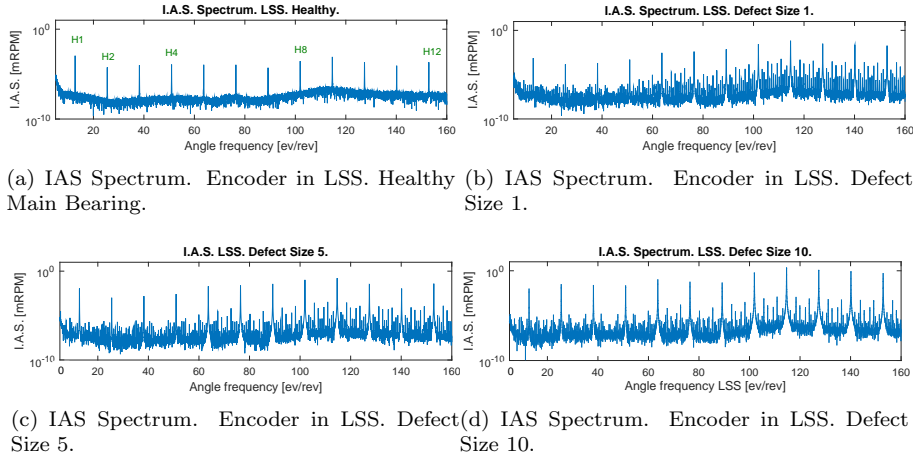 I.A.S. Spectrum. LSS. Healthy.
I.A.S. [mRPM]
10^0
10^-10
H1
H2
H4
H8
H12
20 40 60 80 100 120 140 160
Angle frequency [ev/rev]
(a) IAS Spectrum. Encoder in LSS. Healthy
Main Bearing.
I.A.S. Spectrum. LSS. Defect Size 1.
I.A.S. [mRPM]
10^0
10^-10
20 40 60 80 100 120 140 160
Angle frequency [ev/rev]
(b) IAS Spectrum. Encoder in LSS. Defect
Size 1.
I.A.S. LSS. Defect Size 5.
I.A.S. [mRPM]
10^0
10^-10
0 20 40 60 80 100 120 140 160
Angle frequency [ev/rev]
(c) IAS Spectrum. Encoder in LSS. Defect
Size 5.
I.A.S. Spectrum. LSS. Defec Size 10.
I.A.S. [mRPM]
10^0
10^-10
0 20 40 60 80 100 120 140 160
Angle frequency LSS [ev/rev]
(d) IAS Spectrum. Encoder in LSS. Defect
Size 10.